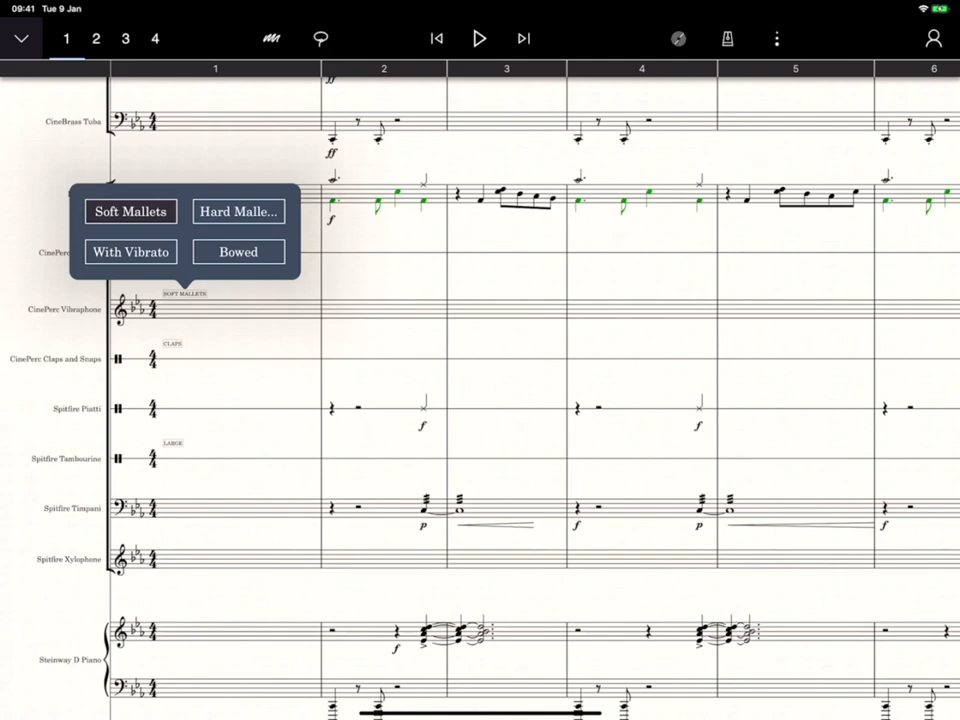 09:41 Tue 9 Jan
1 2 3 4
1 2 3 4 5 6
ff
CineBrass Tuba
ff
f
Soft Mallets Hard Malle...
With Vibrato Bowed
CinePerc
SOFT MALLETS
CinePerc Vibraphone
CLAPS
CinePerc Claps and Snaps
Spitfire Piatti
f f
LARGE
Spitfire Tambourine
Spitfire Timpani
p f p f
Spitfire Xylophone
f
Steinway D Piano